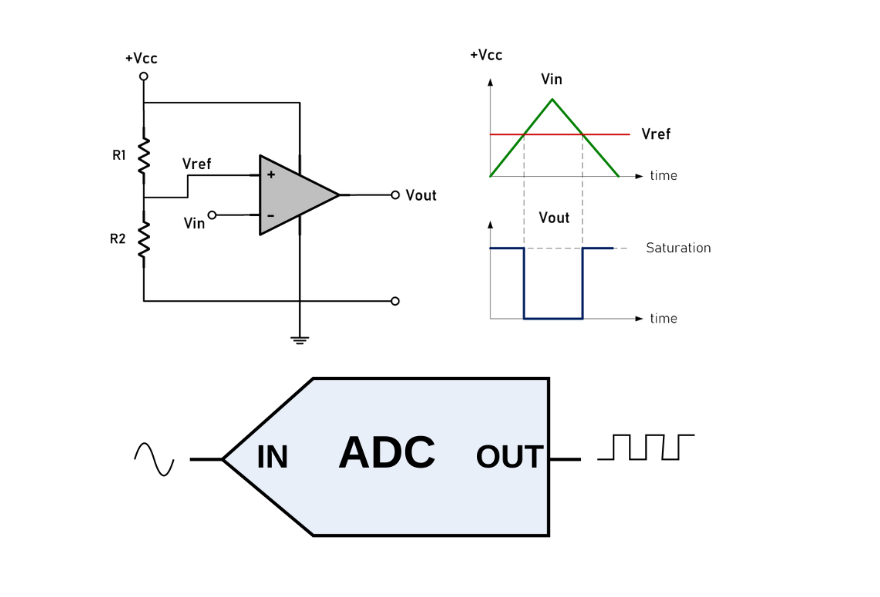 +Vcc
R1
Vref
+
Vin
-
R2
Vout
+Vcc
Vin
Vref
time
Vout
Saturation
time
IN
ADC
OUT